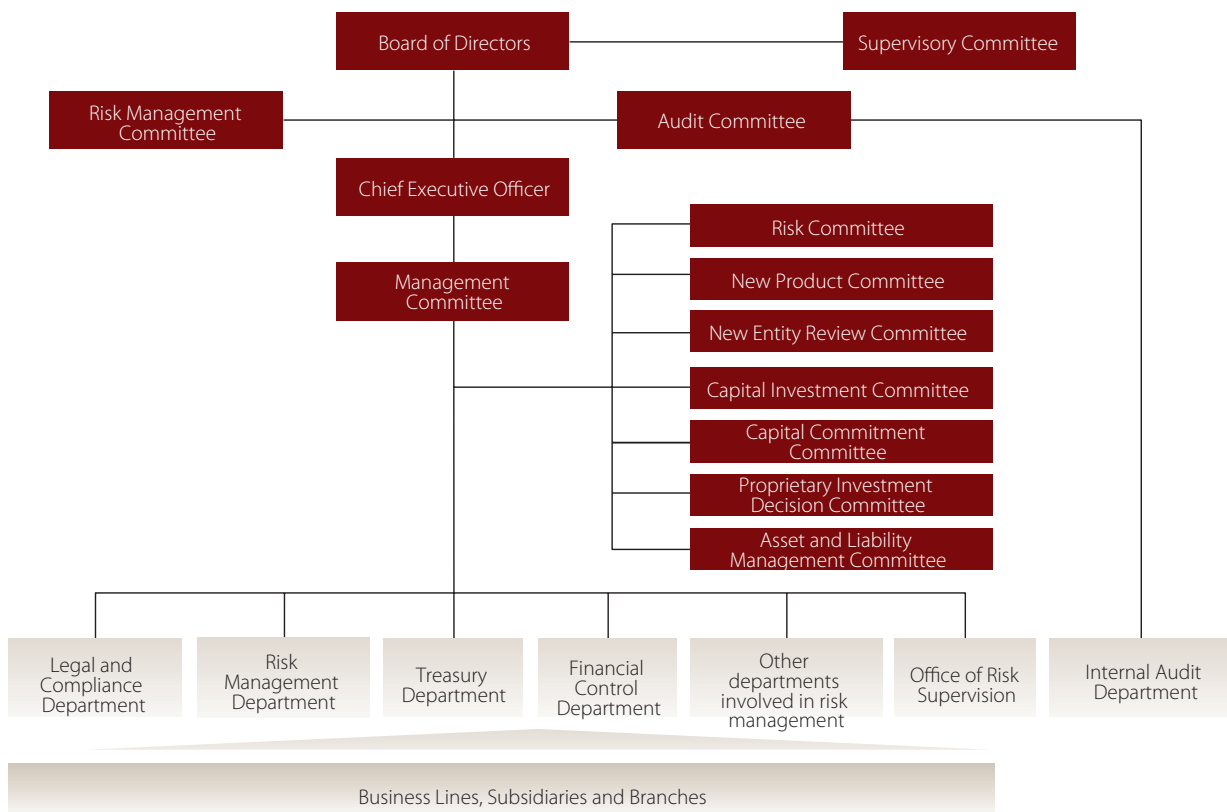 Board of Directors
Supervisory Committee
Risk Management
Committee
Audit Committee
Chief Executive Officer
Management
Committee
Risk Committee
New Product Committee
New Entity Review Committee
Capital Investment Committee
Capital Commitment
Committee
Proprietary Investment
Decision Committee
Asset and Liability
Management Committee
Legal and
Compliance
Department
Risk
Management
Department
Treasury
Department
Financial
Control
Department
Other
departments
involved in risk
management
Office of Risk
Supervision
Internal Audit
Department
Business Lines, Subsidiaries and Branches